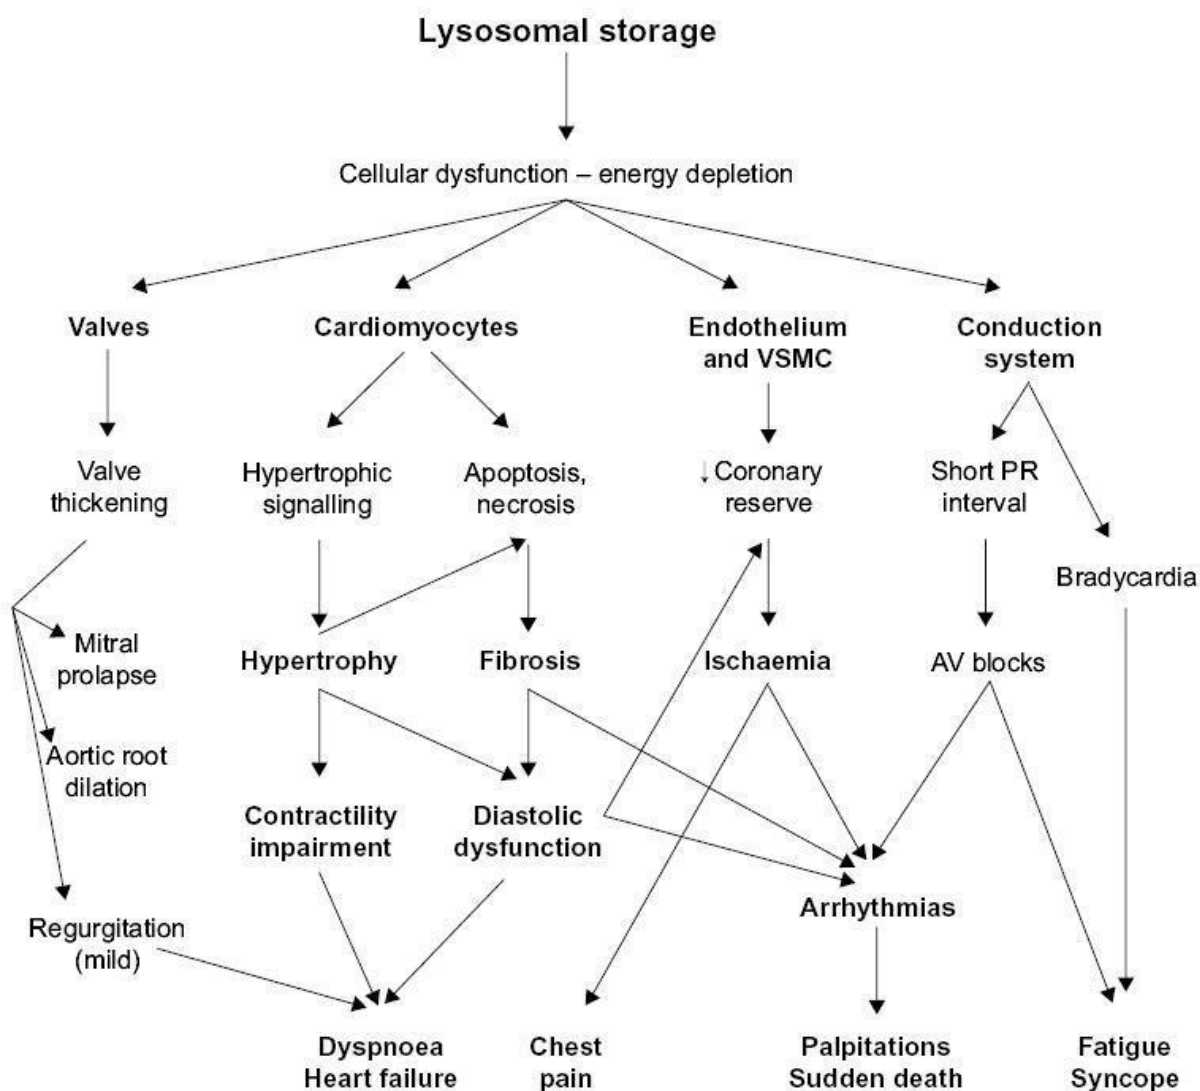 Lysosomal storage
Cellular dysfunction – energy depletion
Valves
Cardiomyocytes
Endothelium
and VSMC
Conduction
system
Valve
thickening
Hypertrophic
signalling
Apoptosis,
necrosis
↓ Coronary
reserve
Short PR
interval
Bradycardia
Mitral
prolapse
Hypertrophy
Fibrosis
Ischaemia
AV blocks
Aortic root
dilation
Contractility
impairment
Diastolic
dysfunction
Arrhythmias
Regurgitation
(mild)
Dyspnoea
Heart failure
Chest
pain
Palpitations
Sudden death
Fatigue
Syncope